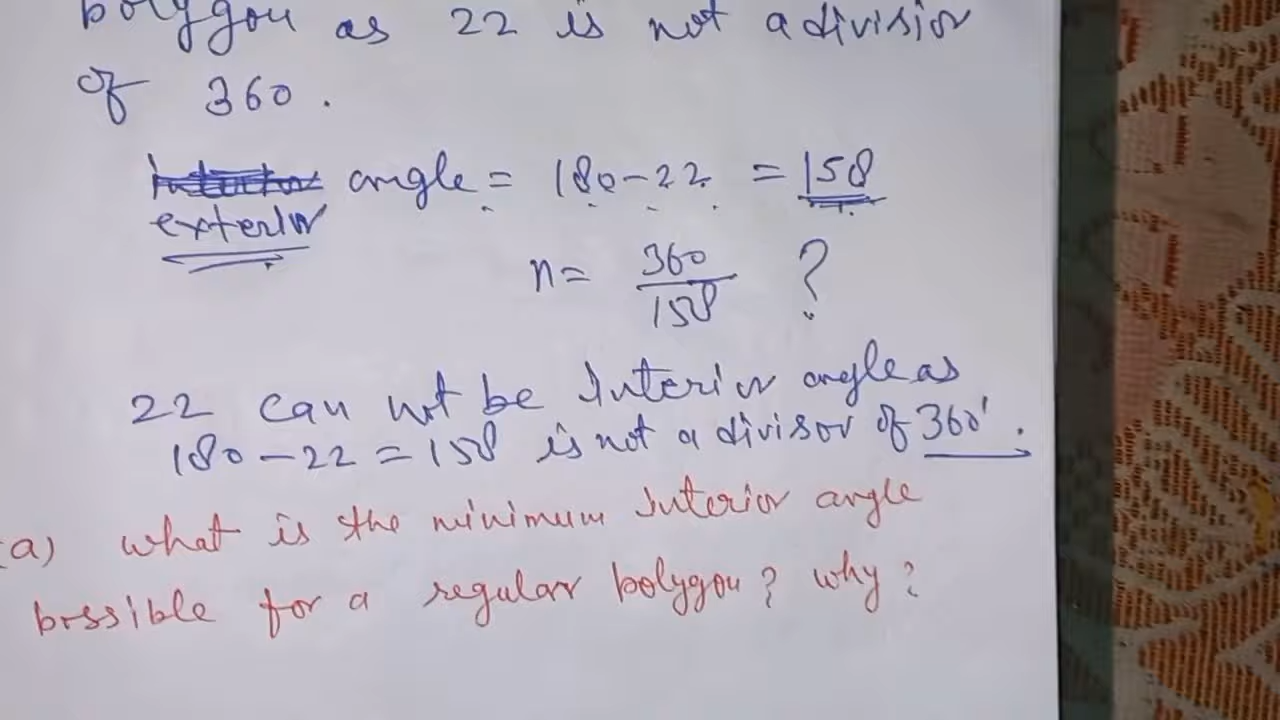 polygon as 22 is not a division
of 360.
Interior angle = 180-22 = 158
exterior
n = 360/158 ?
22 can not be Interior angle as
180-22 = 158 is not a divisor of 360'.
(a) what is the minimum Interior angle
possible for a regular polygon? why?